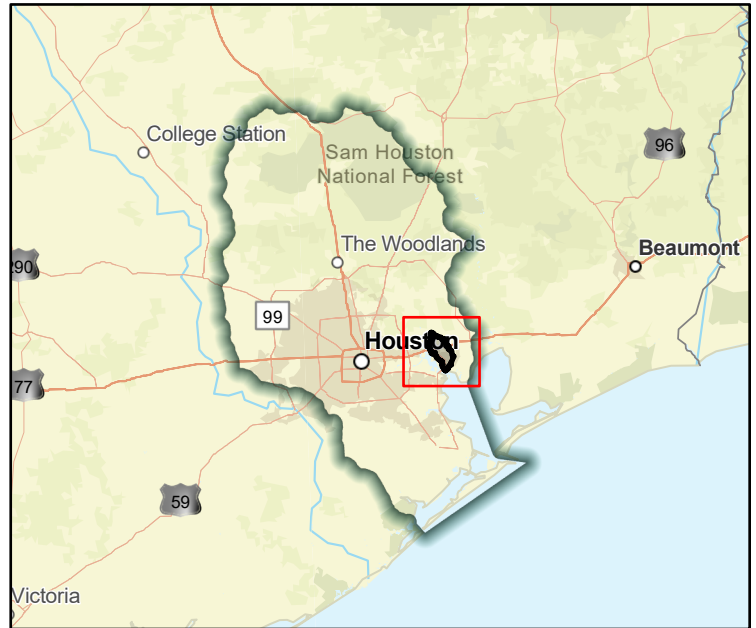 College Station
Sam Houston
National Forest
96
The Woodlands
Beaumont
290
99
Houston
77
59
Victoria